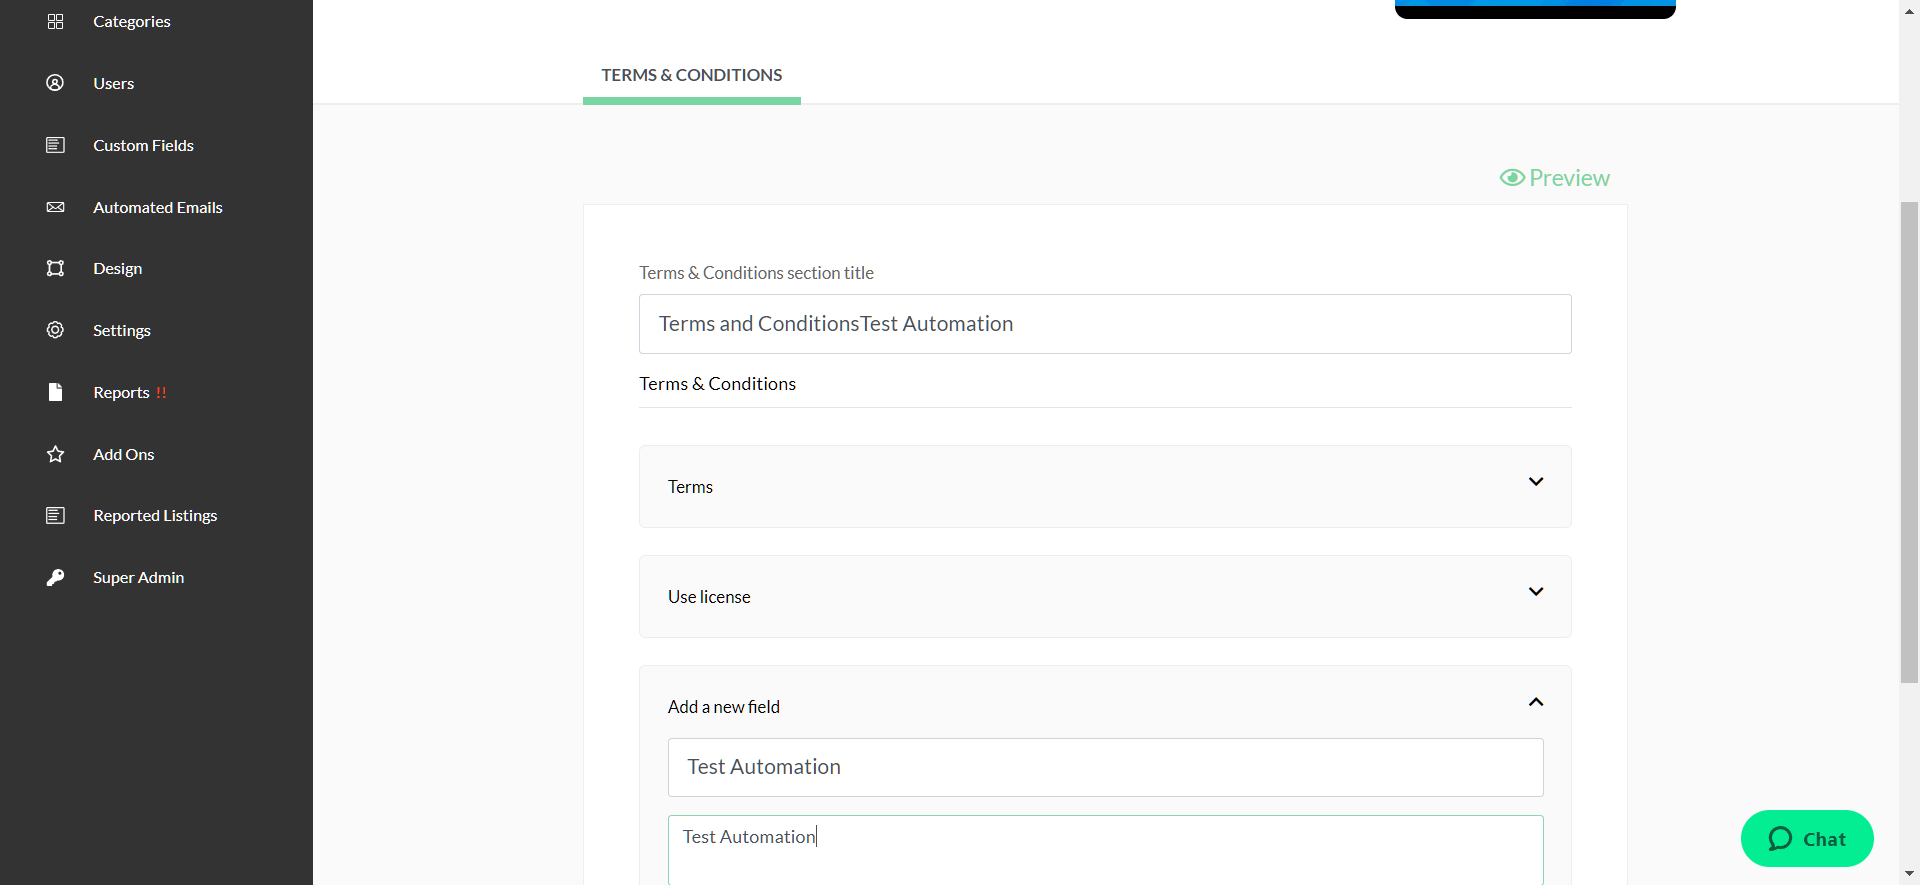 Categories
Users
Custom Fields
Automated Emails
Design
Settings
Reports !!
Add Ons
Reported Listings
Super Admin
TERMS & CONDITIONS
Preview
Terms & Conditions section title
Terms and ConditionsTest Automation
Terms & Conditions
Terms
Use license
Add a new field
Test Automation
Test Automation
Chat